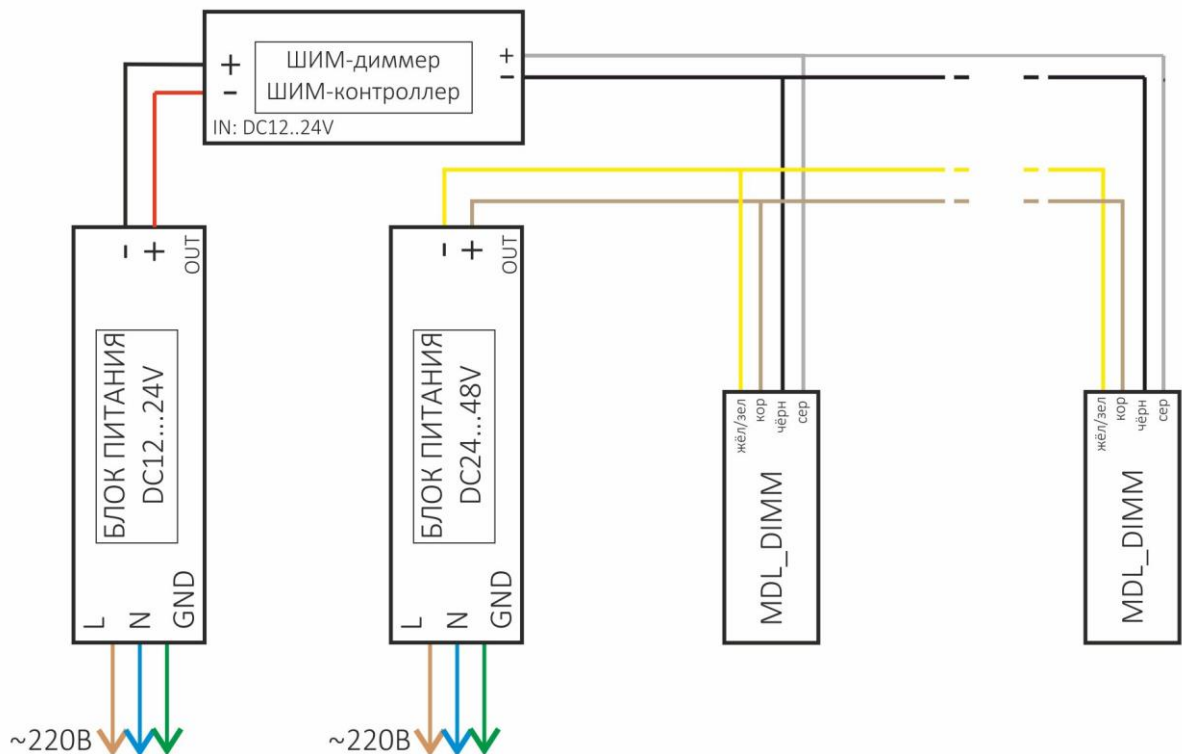 + ШИМ-диммер +
- ШИМ-контроллер -
IN: DC12..24V
- + OUT
БЛОК ПИТАНИЯ
DC12...24V
L N GND
~220В
- + OUT
БЛОК ПИТАНИЯ
DC24...48V
L N GND
~220В
жёл/зел кор чёрн сер
MDL_DIMM
жёл/зел кор чёрн сер
MDL_DIMM